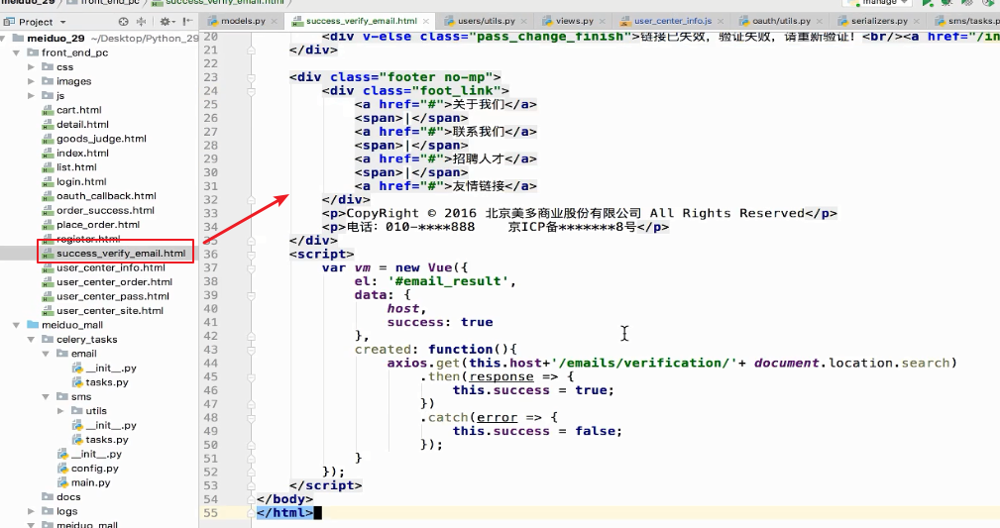 meiduo_29 front_end_pc success_verify_email.html
manage
Project
models.py
success_verify_email.html
users/utils.py
views.py
user_center_info.js
oauth/utils.py
serializers.py
sms/tasks.p
meiduo_29 ~/Desktop/Python_29
front_end_pc
css
images
js
cart.html
detail.html
goods_judge.html
index.html
list.html
login.html
oauth_callback.html
order_success.html
place_order.html
register.html
success_verify_email.html
user_center_info.html
user_center_order.html
user_center_pass.html
user_center_site.html
meiduo_mall
celery_tasks
email
__init__.py
tasks.py
sms
utils
__init__.py
tasks.py
__init__.py
config.py
main.py
docs
logs
meiduo_mall
20 <div v-else class="pass_change_finish">链接已失效，验证失败，请重新验证！<br/><a href="/in
21 </div>
22
23 <div class="footer no-mp">
24 <div class="foot_link">
25 <a href="#">关于我们</a>
26 <span>|</span>
27 <a href="#">联系我们</a>
28 <span>|</span>
29 <a href="#">招聘人才</a>
30 <span>|</span>
31 <a href="#">友情链接</a>
32 </div>
33 <p>CopyRight © 2016 北京美多商业股份有限公司 All Rights Reserved</p>
34 <p>电话：010-****888 京ICP备*******8号</p>
35 </div>
36 <script>
37 var vm = new Vue({
38 el: '#email_result',
39 data: {
40 host,
41 success: true
42 },
43 created: function(){
44 axios.get(this.host+'/emails/verification/'+ document.location.search)
45 .then(response => {
46 this.success = true;
47 })
48 .catch(error => {
49 this.success = false;
50 });
51 }
52 });
53 </script>
54 </body>
55 </html>